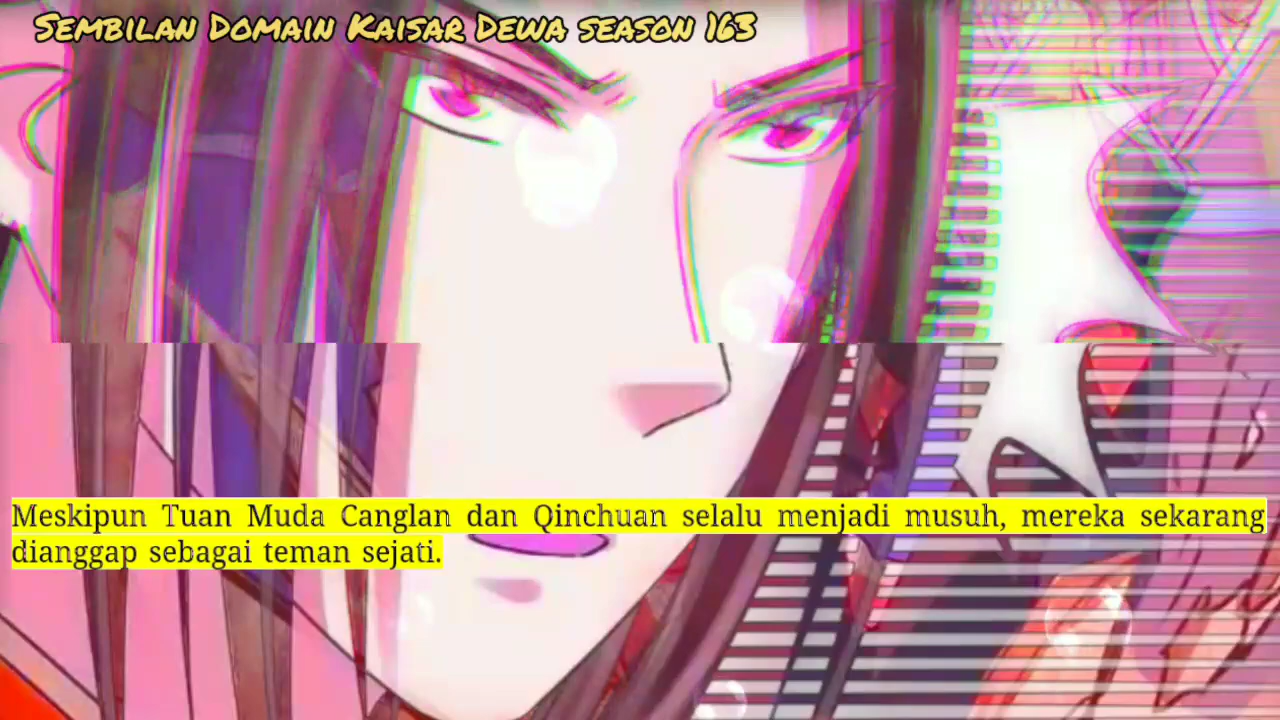 Sembilan Domain Kaisar Dewa season 163
Meskipun Tuan Muda Canglan dan Qinchuan selalu menjadi musuh, mereka sekarang
dianggap sebagai teman sejati.